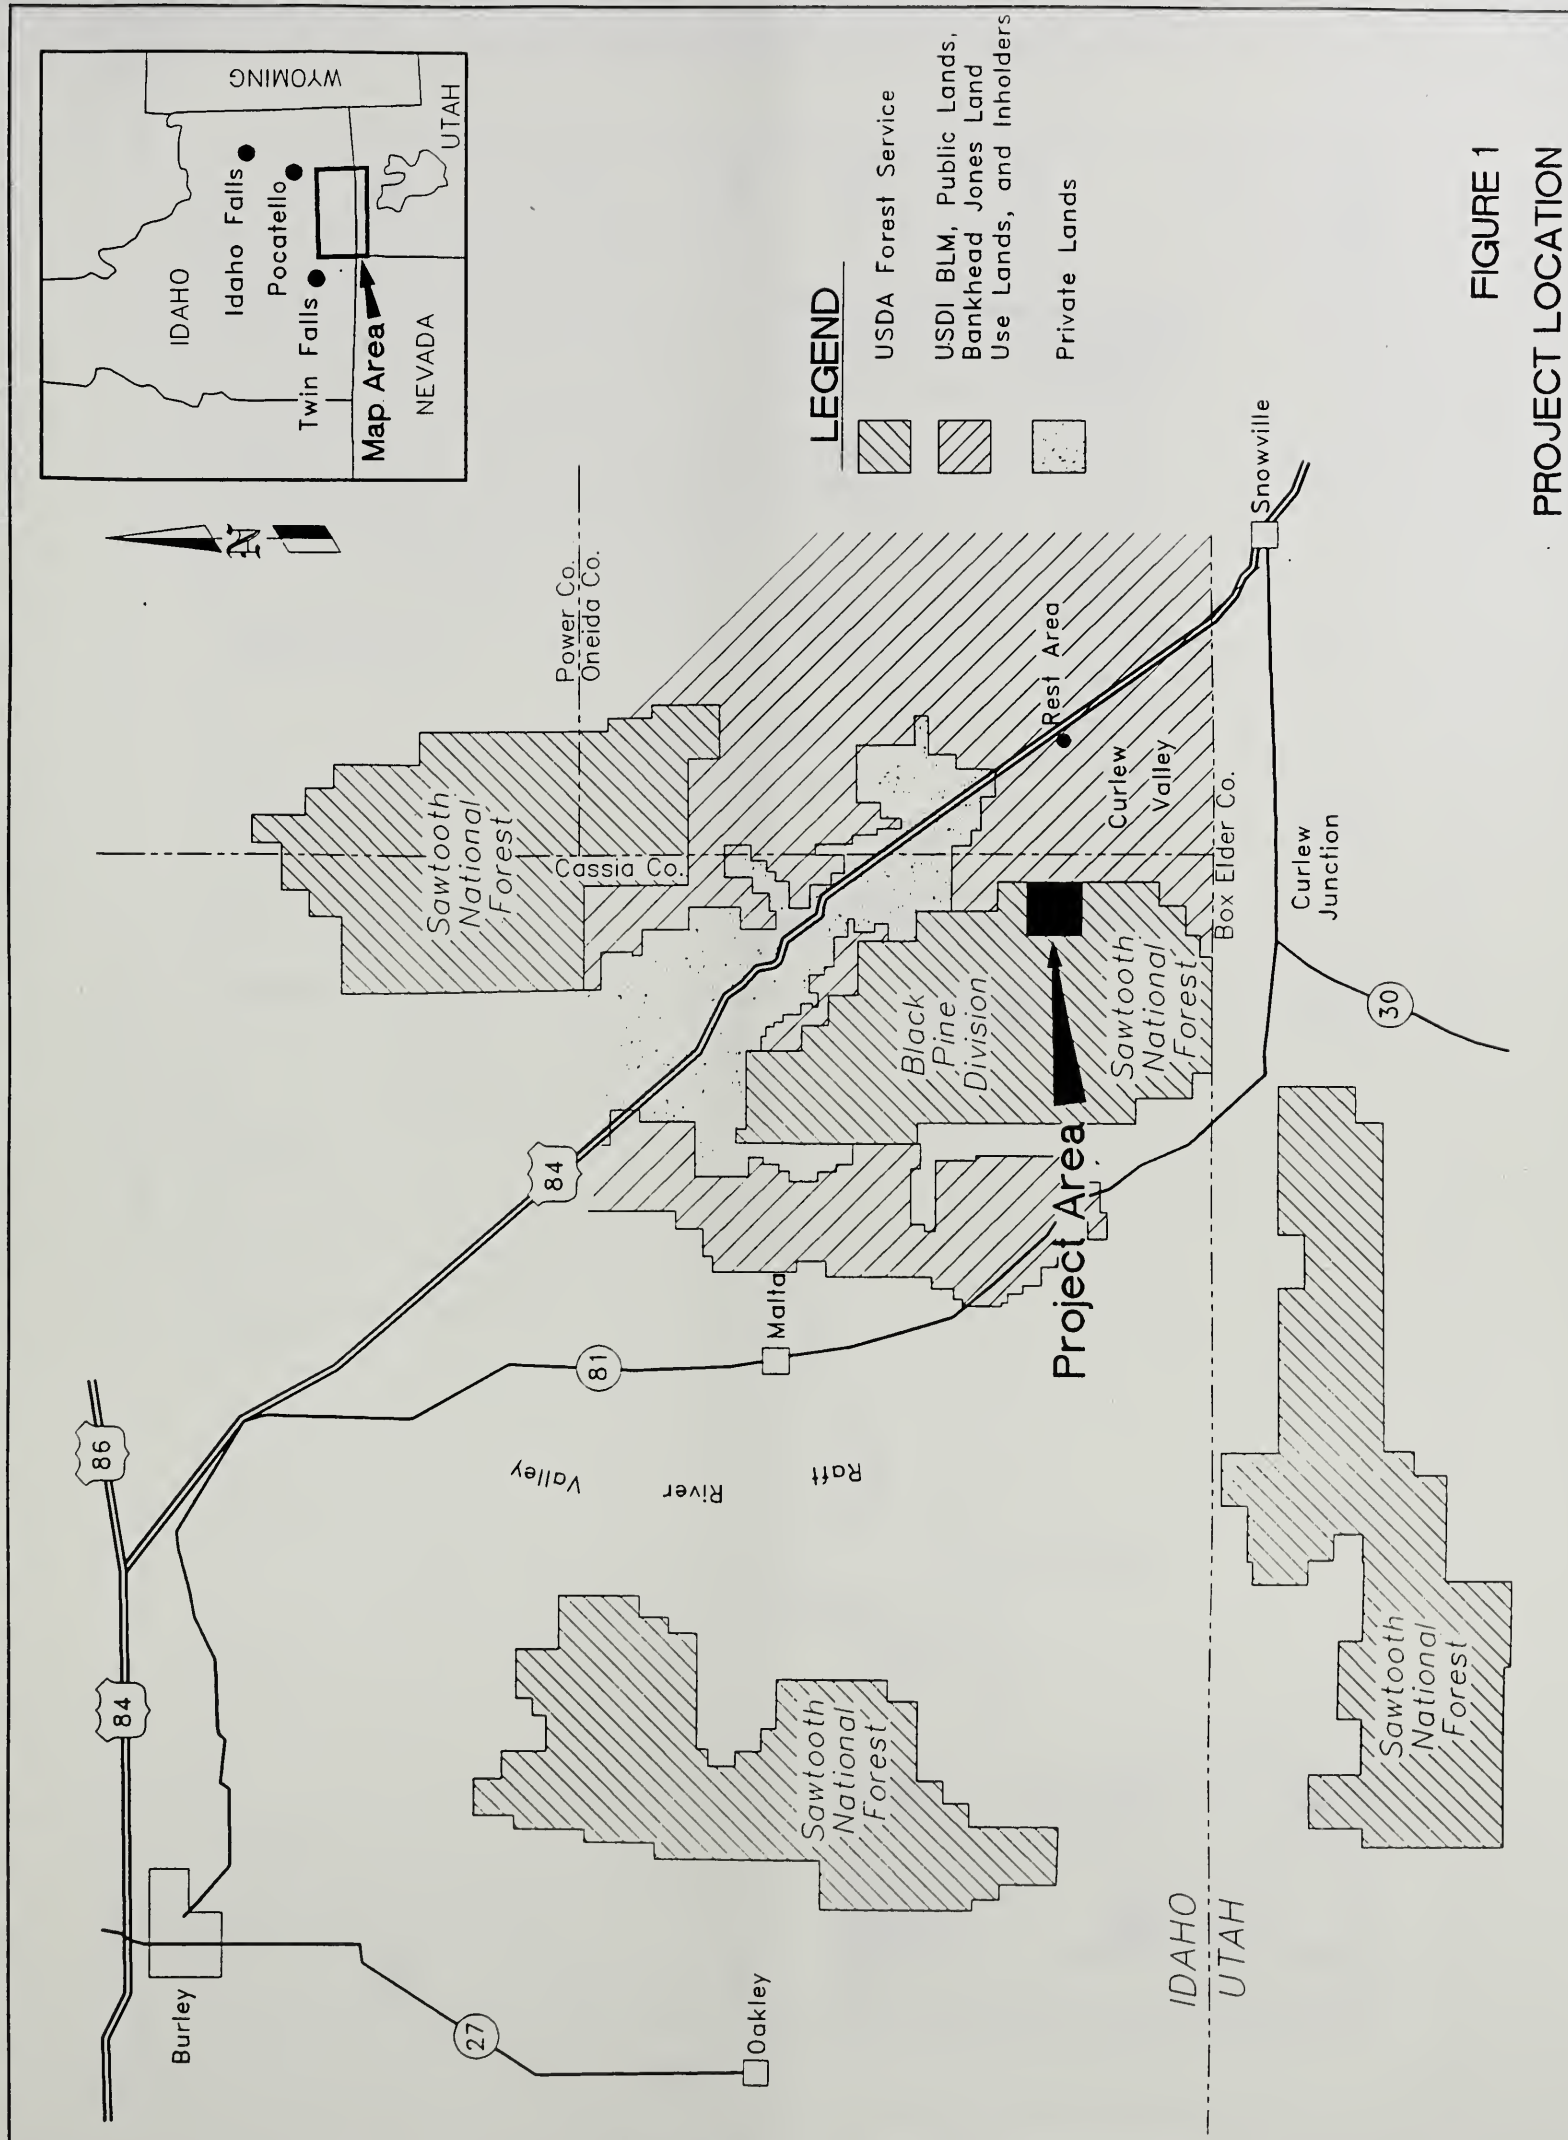 IDAHO
WYOMING
Idaho Falls
Pocatello
Twin Falls
Map Area
NEVADA
UTAH
N
86
84
Burley
27
Oakley
81
Malta
84
Valley
River
Raft
Sawtooth
National
Forest
Power Co.
Oneida Co.
Cassia Co.
Sawtooth
National
Forest
Black
Pine
Division
Project Area
Sawtooth
National
Forest
Rest Area
Curlew
Valley
Box Elder Co.
Snowville
Curlew
Junction
30
IDAHO
UTAH
Sawtooth
National
Forest
LEGEND
USDA Forest Service
USDI BLM, Public Lands,
Bankhead Jones Land
Use Lands, and Inholders
Private Lands
FIGURE 1
PROJECT LOCATION